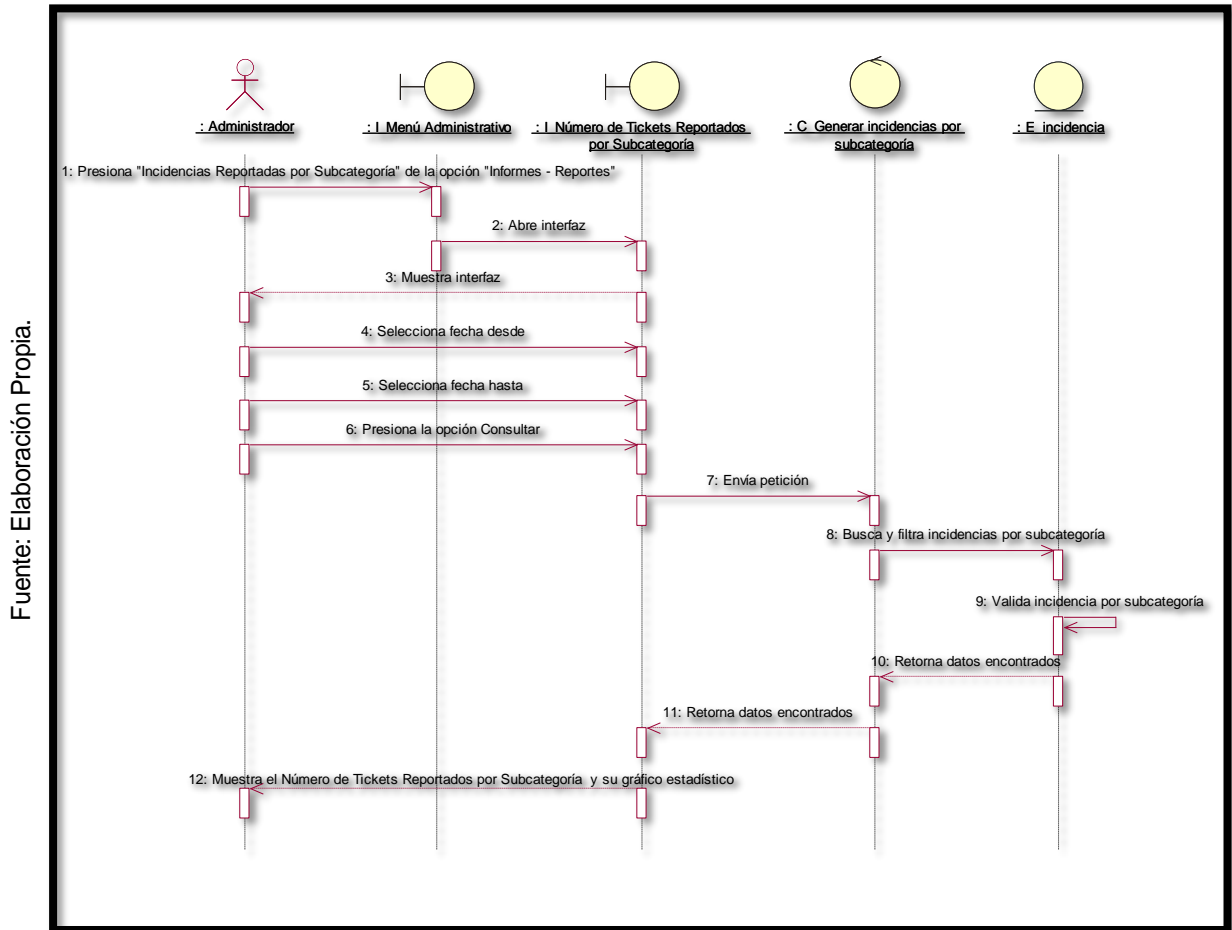 : Administrador
: I_Menú Administrativo
: I_Número de Tickets Reportados
por Subcategoría
: C_Generar incidencias por
subcategoría
: E_incidencia
1: Presiona "Incidencias Reportadas por Subcategoría" de la opción "Informes - Reportes"
2: Abre interfaz
3: Muestra interfaz
4: Selecciona fecha desde
5: Selecciona fecha hasta
6: Presiona la opción Consultar
7: Envía petición
8: Busca y filtra incidencias por subcategoría
9: Valida incidencia por subcategoría
10: Retorna datos encontrados
11: Retorna datos encontrados
12: Muestra el Número de Tickets Reportados por Subcategoría  y su gráfico estadístico
Fuente: Elaboración Propia.